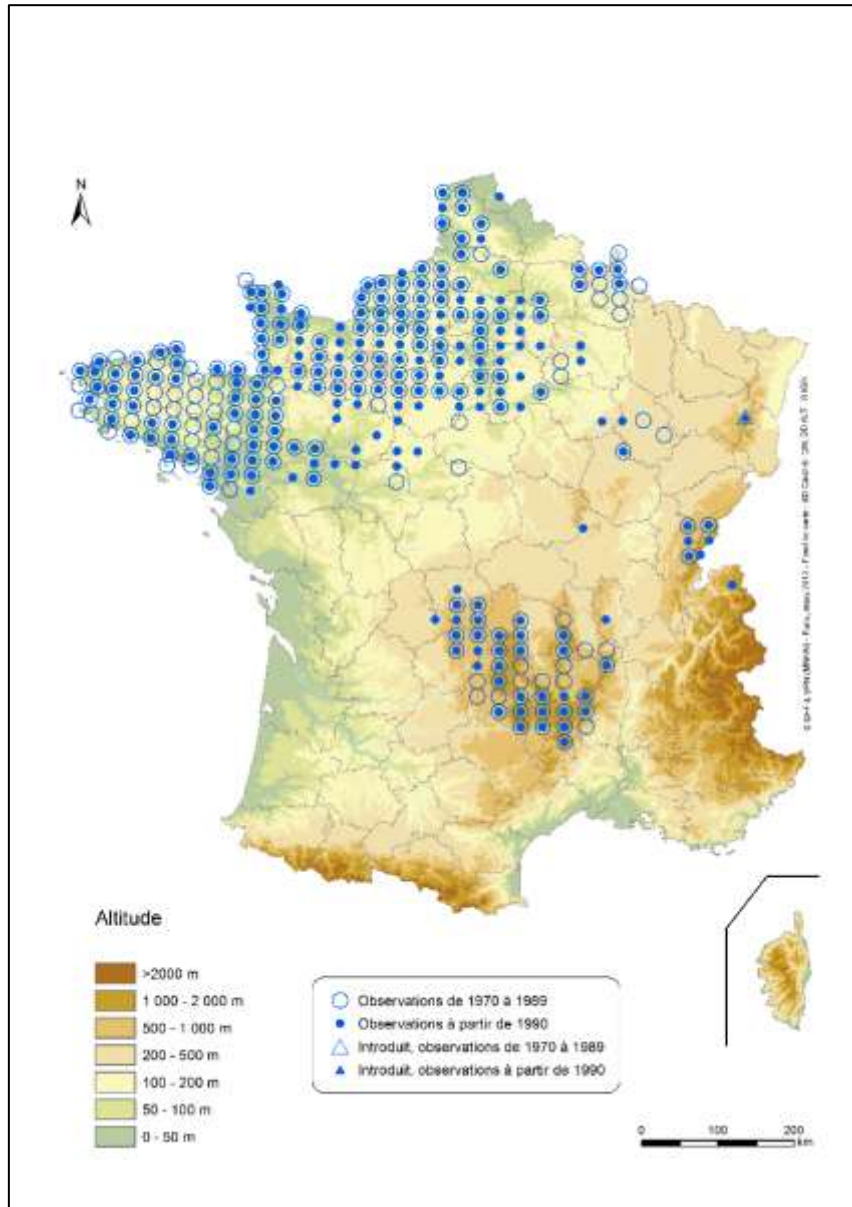 N
Altitude
>2000 m
1 000 - 2 000 m
500 - 1 000 m
200 - 500 m
100 - 200 m
50 - 100 m
0 - 50 m
Observations de 1970 à 1989
Observations à partir de 1990
Introduit, observations de 1970 à 1989
Introduit, observations à partir de 1990
0 100 200
km